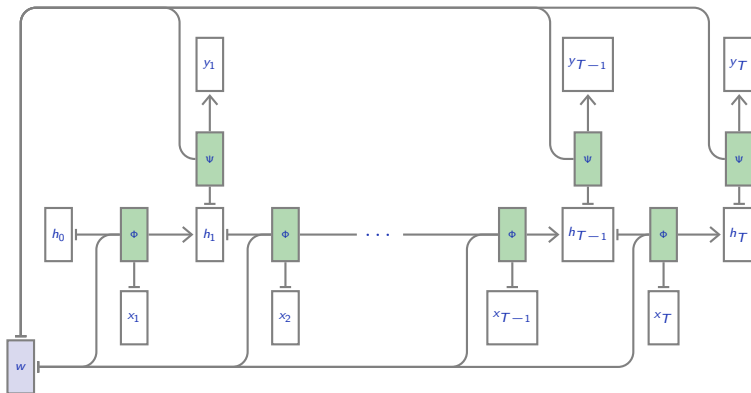 y1 yT−1 yT
Ψ Ψ Ψ
h0 Φ h1 Φ ... Φ hT−1 Φ hT
x1 x2 xT−1 xT
w